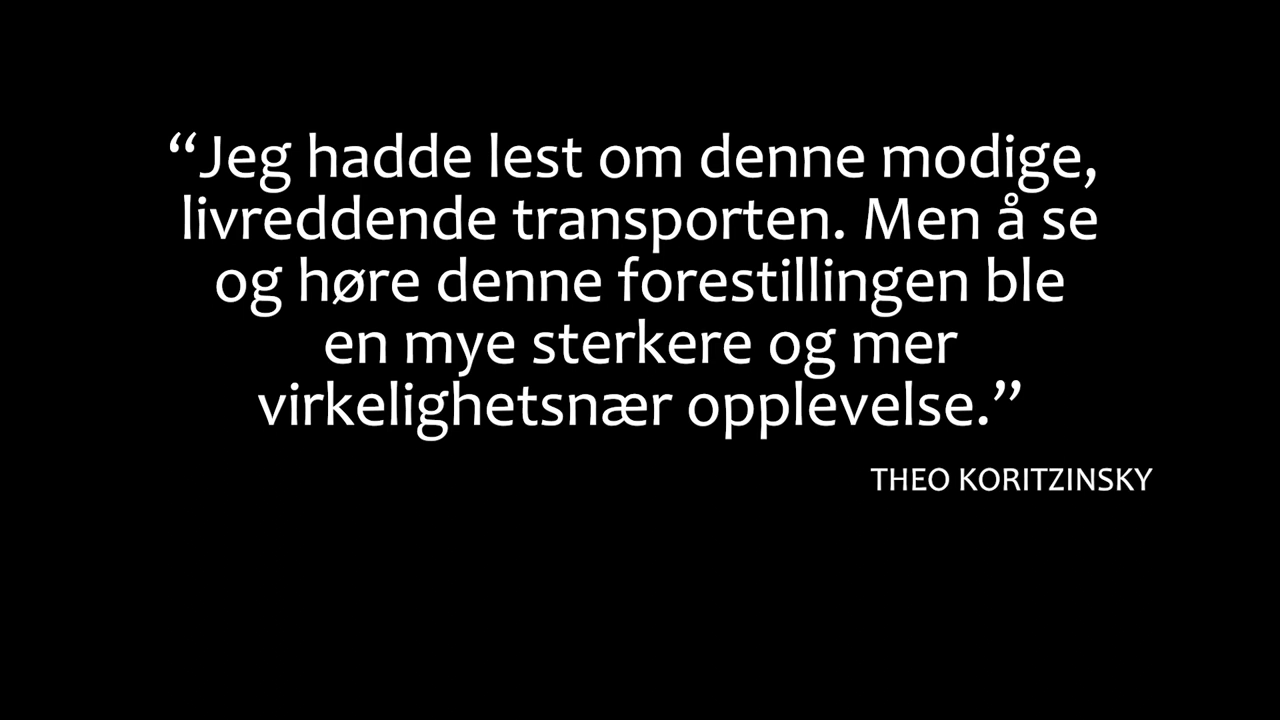 “Jeg hadde lest om denne modige,
livreddende transporten. Men å se
og høre denne forestillingen ble
en mye sterkere og mer
virkelighetsnær opplevelse.”
THEO KORITZINSKY